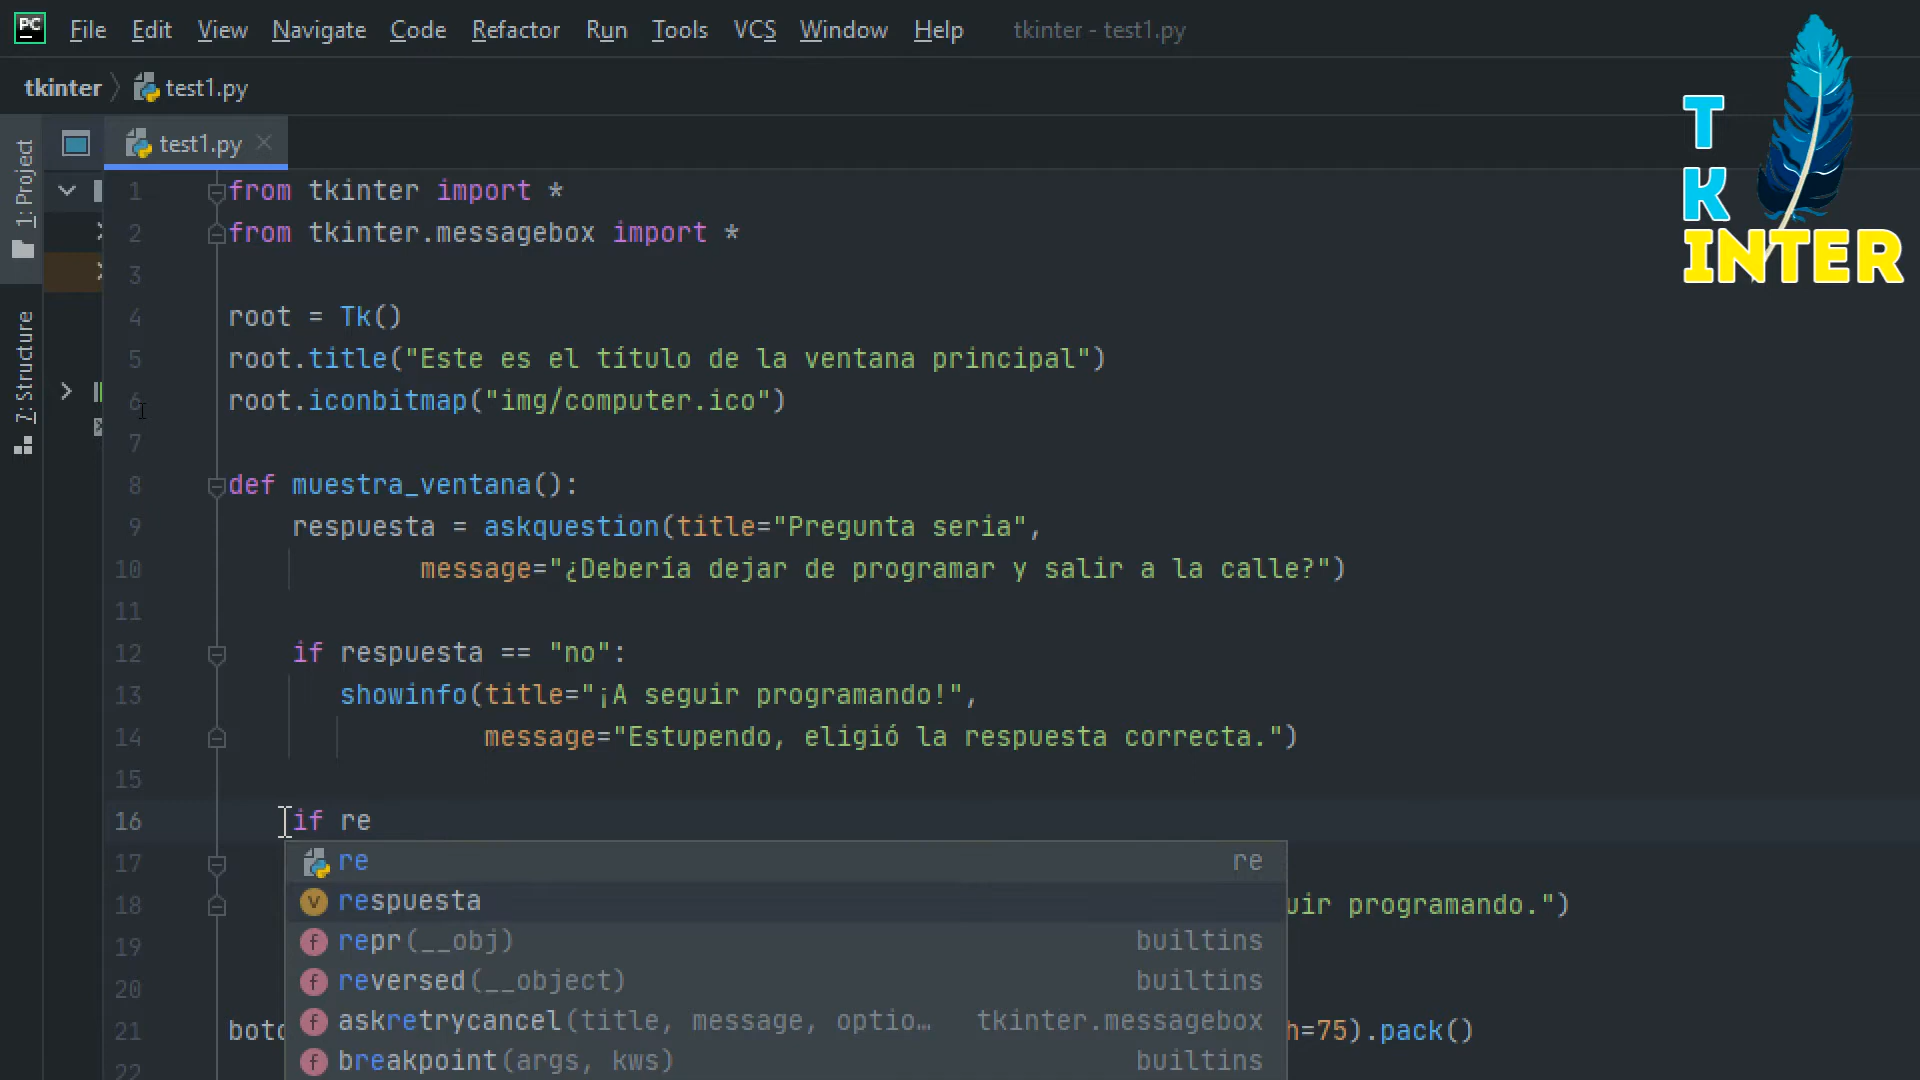 PC File Edit View Navigate Code Refactor Run Tools VCS Window Help tkinter - test1.py
tkinter test1.py
T
K
INTER
1: Project
7: Structure
test1.py
1 from tkinter import *
2 from tkinter.messagebox import *
3
4 root = Tk()
5 root.title("Este es el título de la ventana principal")
6 root.iconbitmap("img/computer.ico")
7
8 def muestra_ventana():
9 respuesta = askquestion(title="Pregunta seria",
10 message="¿Debería dejar de programar y salir a la calle?")
11
12 if respuesta == "no":
13 showinfo(title="¡A seguir programando!",
14 message="Estupendo, eligió la respuesta correcta.")
15
16 if re
17 re re
respuesta
18 uir programando.")
19 repr(__obj) builtins
20 reversed(__object) builtins
askretrycancel(title, message, optio… tkinter.messagebox
21 boto h=75).pack()
22 breakpoint(args, kws) builtins